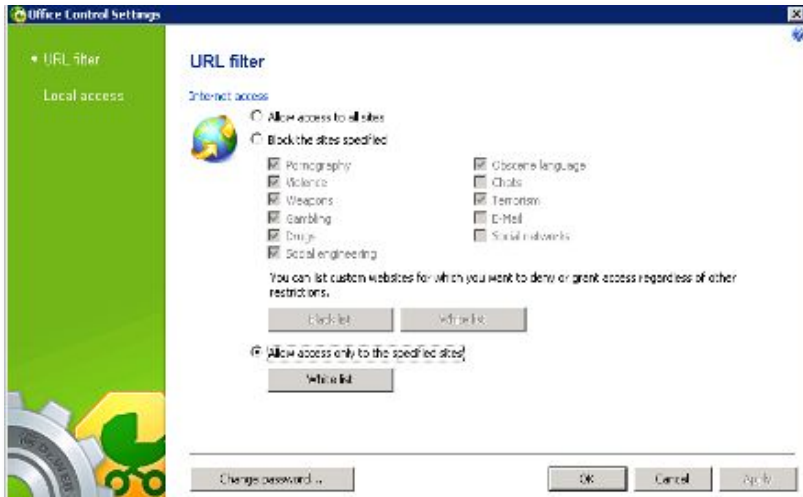 Office Control Settings
URL filter
Local access
URL filter
Internet access
Allow access to all sites
Block the sites specified
Pornography
Obscene language
Violence
Chats
Weapons
Terrorism
Gambling
E-Mail
Drugs
Social networks
Social engineering
You can list custom websites for which you want to deny or grant access regardless of other
restrictions.
Black list
White list
Allow access only to the specified sites
White list
Change password ...
OK
Cancel
Apply
DR.WEB